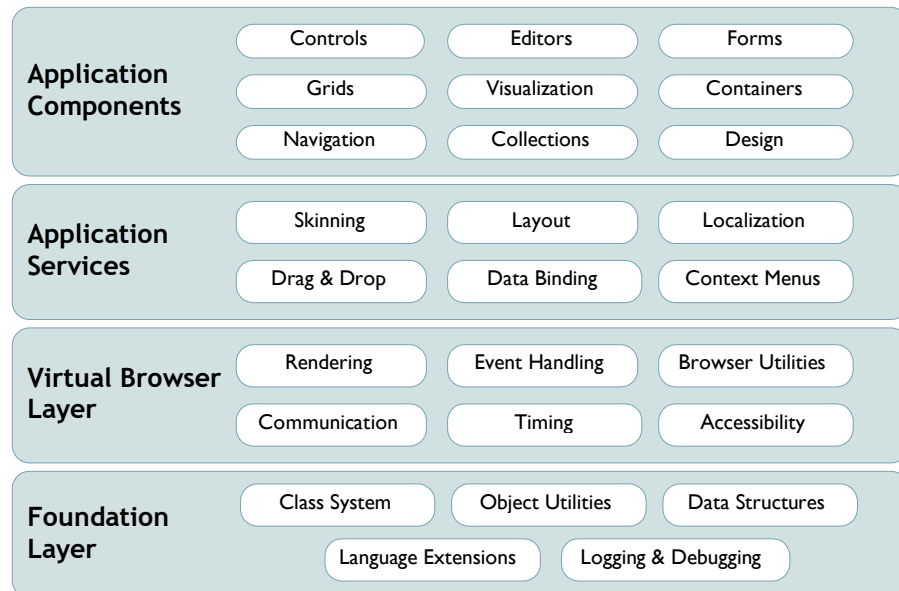 Application
Components
Controls
Editors
Forms
Grids
Visualization
Containers
Navigation
Collections
Design
Application
Services
Skinning
Layout
Localization
Drag & Drop
Data Binding
Context Menus
Virtual Browser
Layer
Rendering
Event Handling
Browser Utilities
Communication
Timing
Accessibility
Foundation
Layer
Class System
Object Utilities
Data Structures
Language Extensions
Logging & Debugging